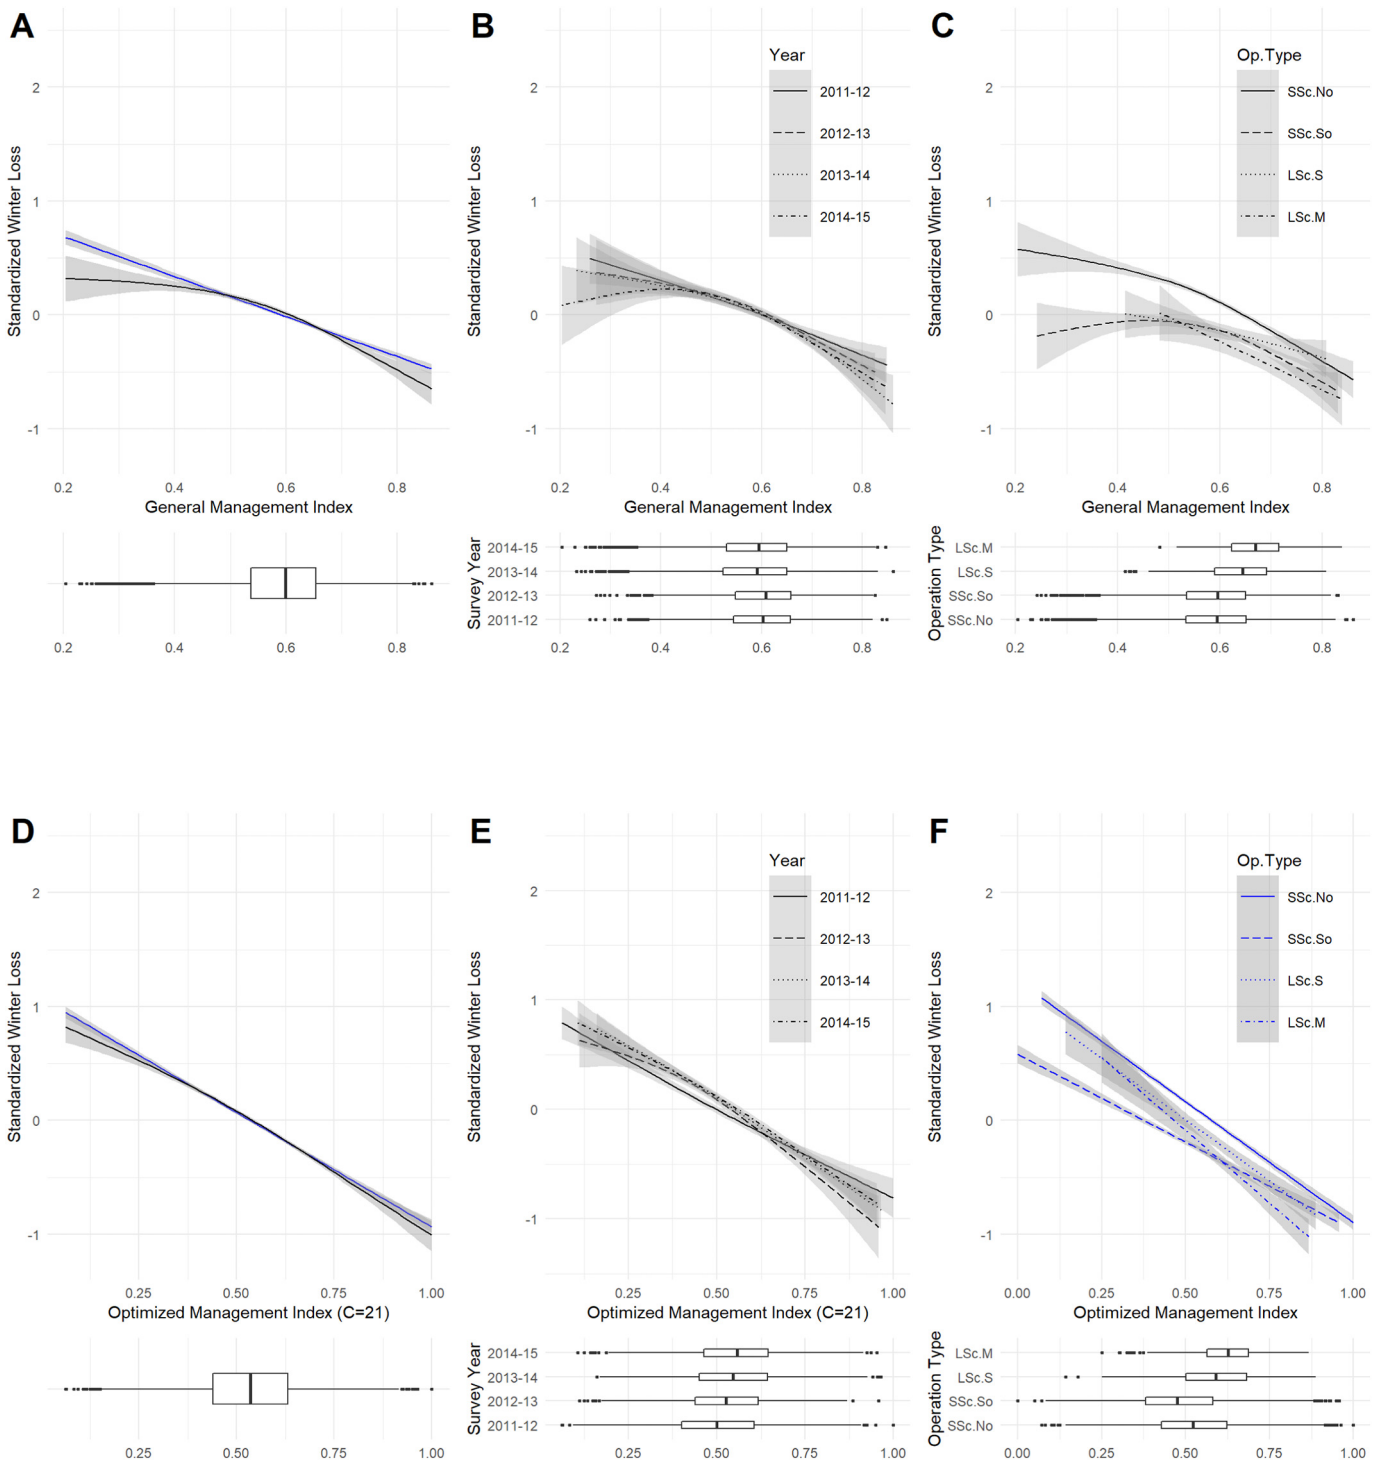 A
Standardized Winter Loss
2
1
0
-1
0.2 0.4 0.6 0.8
General Management Index
0.2 0.4 0.6 0.8
B
Standardized Winter Loss
2
1
0
-1
Year
2011-12
2012-13
2013-14
2014-15
0.2 0.4 0.6 0.8
General Management Index
Survey Year
2014-15
2013-14
2012-13
2011-12
0.2 0.4 0.6 0.8
C
Standardized Winter Loss
2
1
0
-1
Op.Type
SSc.No
SSc.So
LSc.S
LSc.M
0.2 0.4 0.6 0.8
General Management Index
Operation Type
LSc.M
LSc.S
SSc.So
SSc.No
0.2 0.4 0.6 0.8
D
Standardized Winter Loss
2
1
0
-1
0.25 0.50 0.75 1.00
Optimized Management Index (C=21)
0.25 0.50 0.75 1.00
E
Standardized Winter Loss
2
1
0
-1
Year
2011-12
2012-13
2013-14
2014-15
0.25 0.50 0.75 1.00
Optimized Management Index (C=21)
Survey Year
2014-15
2013-14
2012-13
2011-12
0.25 0.50 0.75 1.00
F
Standardized Winter Loss
2
1
0
-1
Op.Type
SSc.No
SSc.So
LSc.S
LSc.M
0.00 0.25 0.50 0.75 1.00
Optimized Management Index
Operation Type
LSc.M
LSc.S
SSc.So
SSc.No
0.00 0.25 0.50 0.75 1.00